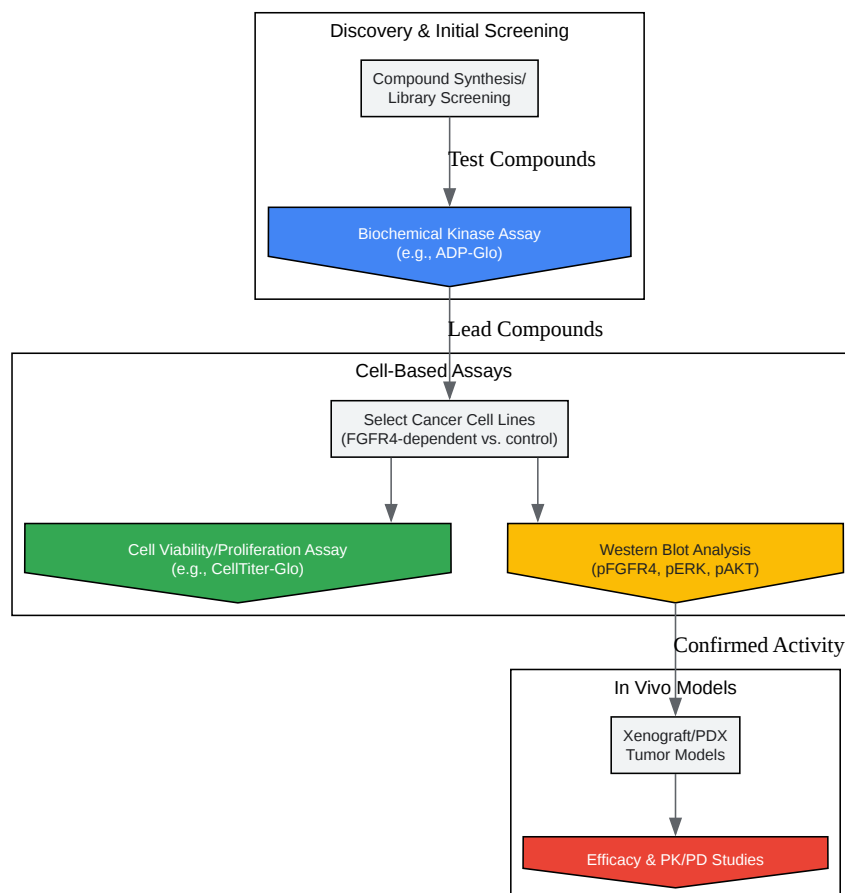 Discovery & Initial Screening
Compound Synthesis/
Library Screening
Test Compounds
Biochemical Kinase Assay
(e.g., ADP-Glo)
Lead Compounds
Cell-Based Assays
Select Cancer Cell Lines
(FGFR4-dependent vs. control)
Cell Viability/Proliferation Assay
(e.g., CellTiter-Glo)
Western Blot Analysis
(pFGFR4, pERK, pAKT)
Confirmed Activity
In Vivo Models
Xenograft/PDX
Tumor Models
Efficacy & PK/PD Studies